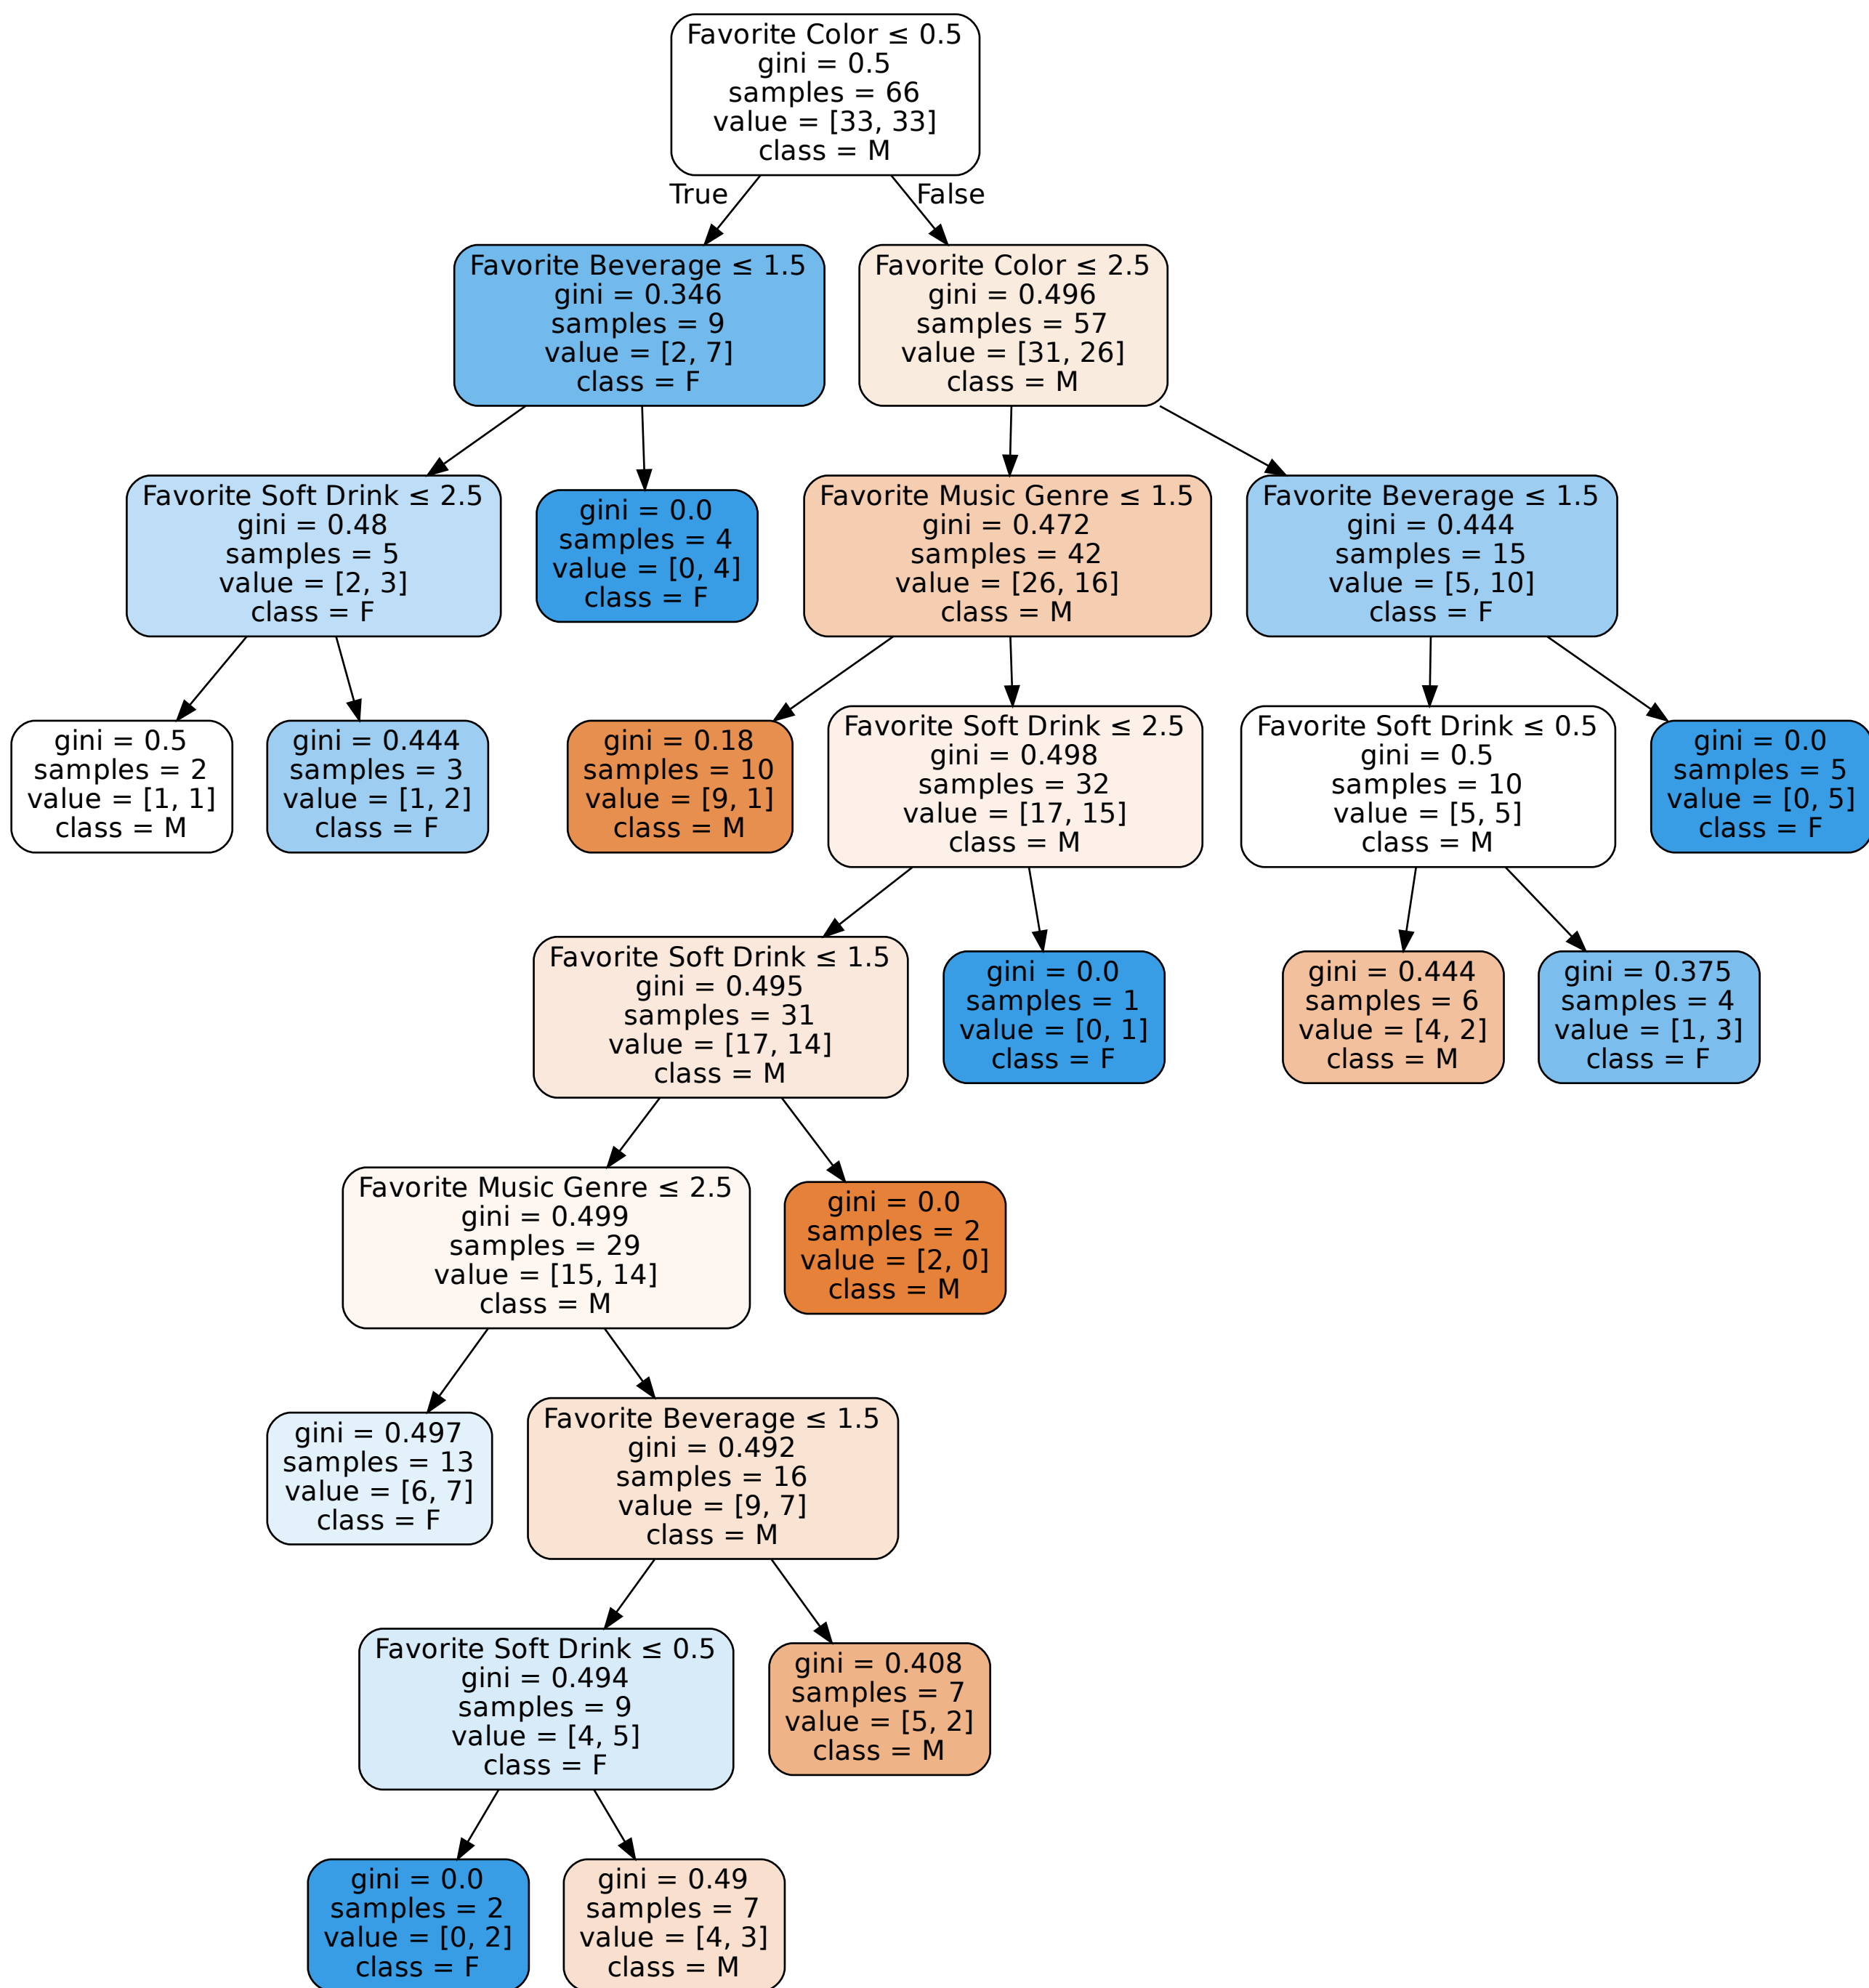 Favorite Color ≤ 0.5
gini = 0.5
samples = 66
value = [33, 33]
class = M
True
False
Favorite Beverage ≤ 1.5
gini = 0.346
samples = 9
value = [2, 7]
class = F
Favorite Color ≤ 2.5
gini = 0.496
samples = 57
value = [31, 26]
class = M
Favorite Soft Drink ≤ 2.5
gini = 0.48
samples = 5
value = [2, 3]
class = F
gini = 0.0
samples = 4
value = [0, 4]
class = F
Favorite Music Genre ≤ 1.5
gini = 0.472
samples = 42
value = [26, 16]
class = M
Favorite Beverage ≤ 1.5
gini = 0.444
samples = 15
value = [5, 10]
class = F
gini = 0.5
samples = 2
value = [1, 1]
class = M
gini = 0.444
samples = 3
value = [1, 2]
class = F
gini = 0.18
samples = 10
value = [9, 1]
class = M
Favorite Soft Drink ≤ 2.5
gini = 0.498
samples = 32
value = [17, 15]
class = M
Favorite Soft Drink ≤ 0.5
gini = 0.5
samples = 10
value = [5, 5]
class = M
gini = 0.0
samples = 5
value = [0, 5]
class = F
Favorite Soft Drink ≤ 1.5
gini = 0.495
samples = 31
value = [17, 14]
class = M
gini = 0.0
samples = 1
value = [0, 1]
class = F
gini = 0.444
samples = 6
value = [4, 2]
class = M
gini = 0.375
samples = 4
value = [1, 3]
class = F
Favorite Music Genre ≤ 2.5
gini = 0.499
samples = 29
value = [15, 14]
class = M
gini = 0.0
samples = 2
value = [2, 0]
class = M
gini = 0.497
samples = 13
value = [6, 7]
class = F
Favorite Beverage ≤ 1.5
gini = 0.492
samples = 16
value = [9, 7]
class = M
Favorite Soft Drink ≤ 0.5
gini = 0.494
samples = 9
value = [4, 5]
class = F
gini = 0.408
samples = 7
value = [5, 2]
class = M
gini = 0.0
samples = 2
value = [0, 2]
class = F
gini = 0.49
samples = 7
value = [4, 3]
class = M